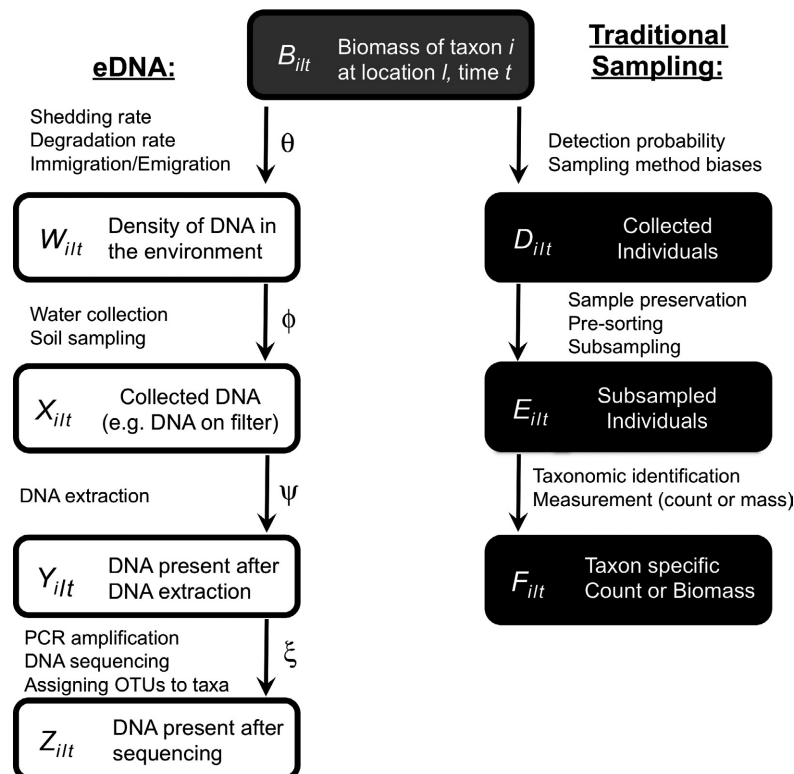 eDNA:
B_ilt
Biomass of taxon i
at location l, time t
Traditional
Sampling:
Shedding rate
Degradation rate
Immigration/Emigration
θ
W_ilt
Density of DNA in
the environment
Water collection
Soil sampling
ϕ
X_ilt
Collected DNA
(e.g. DNA on filter)
DNA extraction
ψ
Y_ilt
DNA present after
DNA extraction
PCR amplification
DNA sequencing
Assigning OTUs to taxa
ξ
Z_ilt
DNA present after
sequencing
Detection probability
Sampling method biases
D_ilt
Collected
Individuals
Sample preservation
Pre-sorting
Subsampling
E_ilt
Subsampled
Individuals
Taxonomic identification
Measurement (count or mass)
F_ilt
Taxon specific
Count or Biomass